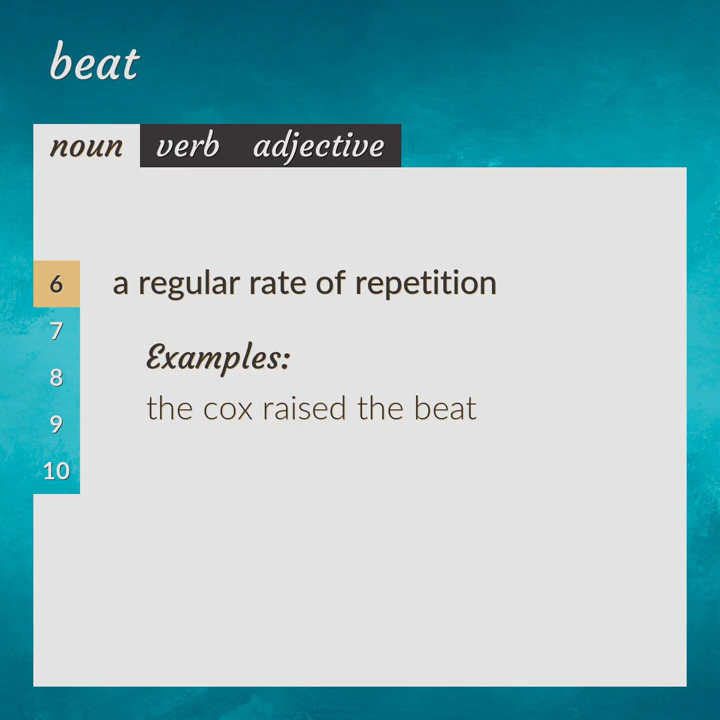 beat
noun verb adjective
6 a regular rate of repetition
7
Examples:
8
the cox raised the beat
9
10